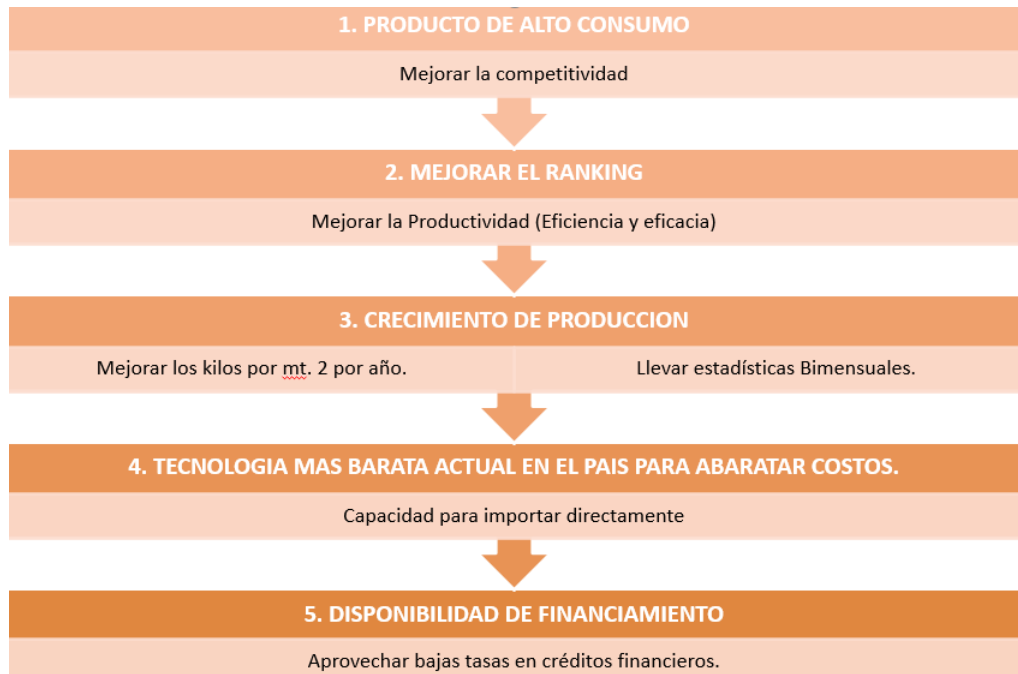 1. PRODUCTO DE ALTO CONSUMO
Mejorar la competitividad
2. MEJORAR EL RANKING
Mejorar la Productividad (Eficiencia y eficacia)
3. CRECIMIENTO DE PRODUCCION
Mejorar los kilos por mt. 2 por año.
Llevar estadísticas Bimensuales.
4. TECNOLOGIA MAS BARATA ACTUAL EN EL PAIS PARA ABARATAR COSTOS.
Capacidad para importar directamente
5. DISPONIBILIDAD DE FINANCIAMIENTO
Aprovechar bajas tasas en créditos financieros.